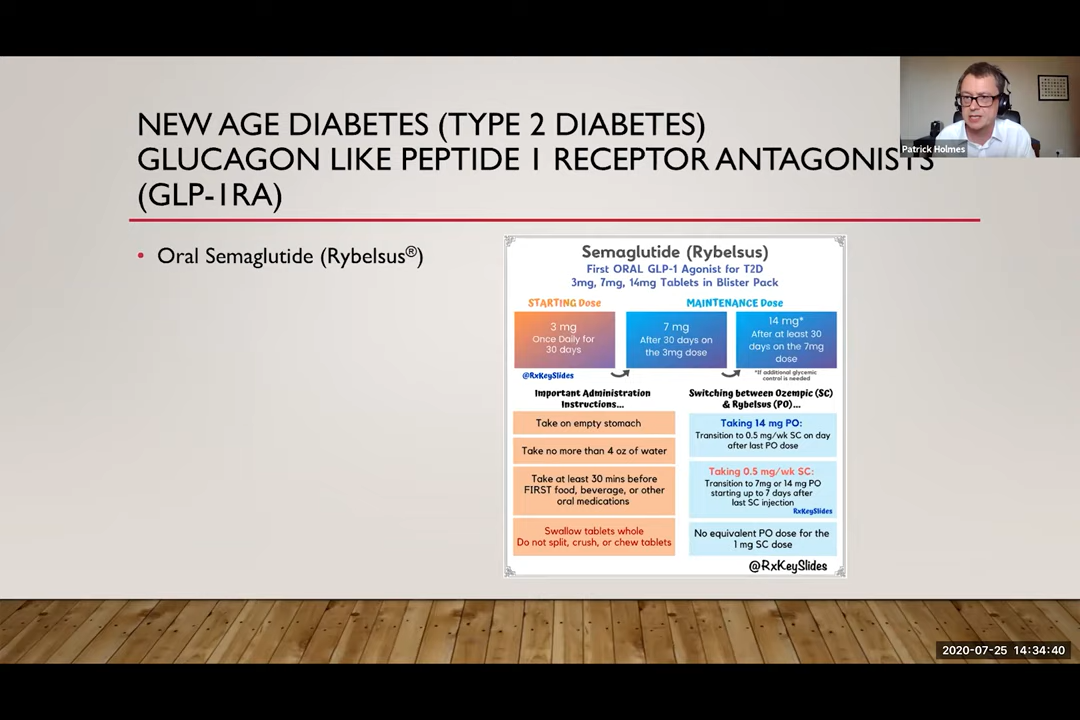 NEW AGE DIABETES (TYPE 2 DIABETES)
GLUCAGON LIKE PEPTIDE 1 RECEPTOR ANTAGONISTS
(GLP-1RA)
Patrick Holmes
• Oral Semaglutide (Rybelsus®)
Semaglutide (Rybelsus)
First ORAL GLP-1 Agonist for T2D
3mg, 7mg, 14mg Tablets in Blister Pack
STARTING Dose
3 mg
Once Daily for
30 days
@RxKeySlides
MAINTENANCE Dose
7 mg
After 30 days on
the 3mg dose
14 mg*
After at least 30
days on the 7mg
dose
*If additional glycemic
control is needed
Important Administration
Instructions...
Take on empty stomach
Take no more than 4 oz of water
Take at least 30 mins before
FIRST food, beverage, or other
oral medications
Swallow tablets whole
Do not split, crush, or chew tablets
Switching between Ozempic (SC)
& Rybelsus (PO)...
Taking 14 mg PO:
Transition to 0.5 mg/wk SC on day
after last PO dose
Taking 0.5 mg/wk SC:
Transition to 7mg or 14 mg PO
starting up to 7 days after
last SC injection
RxKeySlides
No equivalent PO dose for the
1 mg SC dose
@RxKeySlides
2020-07-25 14:34:40